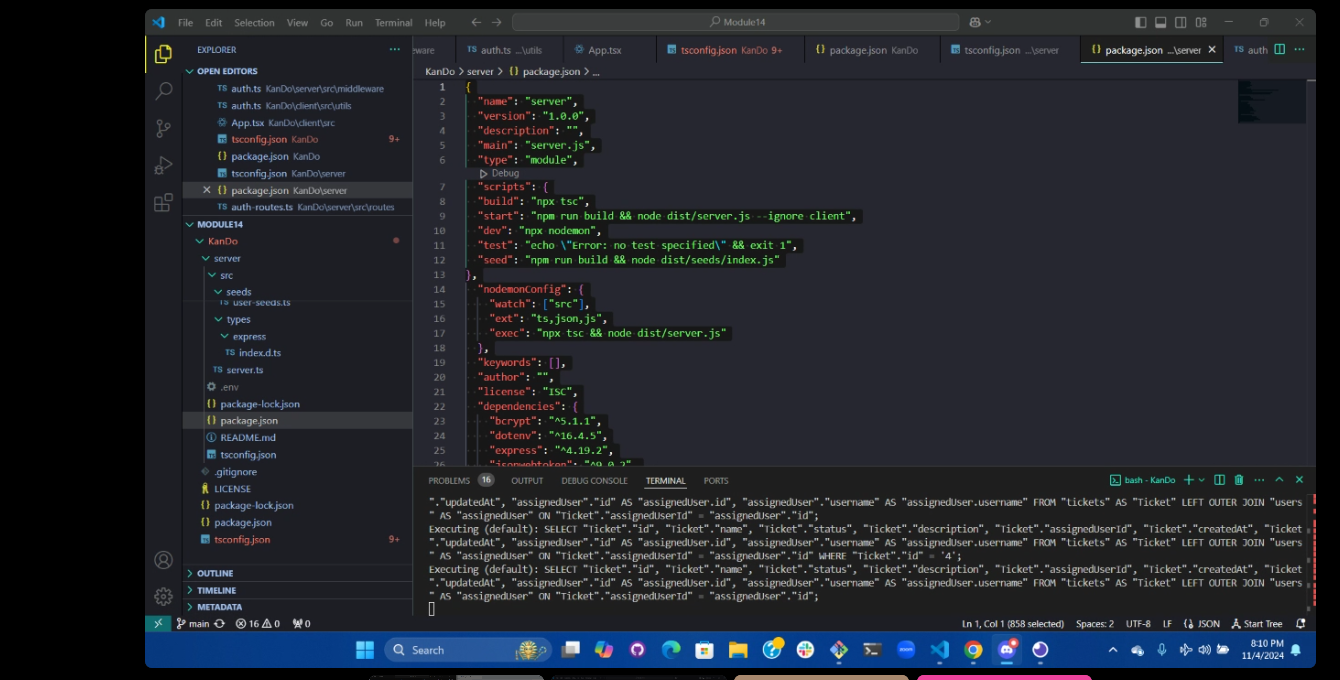 File Edit Selection View Go Run Terminal Help Module14
EXPLORER
OPEN EDITORS
auth.ts KanDo\server\src\middleware
auth.ts KanDo\client\src\utils
App.tsx KanDo\client\src
tsconfig.json KanDo 9+
package.json KanDo
tsconfig.json KanDo\server
package.json KanDo\server
auth-routes.ts KanDo\server\src\routes
MODULE14
KanDo
server
src
seeds
user-seeds.ts
types
express
index.d.ts
server.ts
.env
package-lock.json
package.json
README.md
tsconfig.json
.gitignore
LICENSE
package-lock.json
package.json
tsconfig.json 9+
OUTLINE
TIMELINE
METADATA
eware TS auth.ts ...\utils App.tsx tsconfig.json KanDo 9+ {} package.json KanDo tsconfig.json ...\server {} package.json ...\server TS auth
KanDo > server > {} package.json > ...
1 {
2 "name": "server",
3 "version": "1.0.0",
4 "description": "",
5 "main": "server.js",
6 "type": "module",
Debug
7 "scripts": {
8 "build": "npx tsc",
9 "start": "npm run build && node dist/server.js --ignore client",
10 "dev": "npx nodemon",
11 "test": "echo \"Error: no test specified\" && exit 1",
12 "seed": "npm run build && node dist/seeds/index.js"
13 },
14 "nodemonConfig": {
15 "watch": ["src"],
16 "ext": "ts,json,js",
17 "exec": "npx tsc && node dist/server.js"
18 },
19 "keywords": [],
20 "author": "",
21 "license": "ISC",
22 "dependencies": {
23 "bcrypt": "^5.1.1",
24 "dotenv": "^16.4.5",
25 "express": "^4.19.2",
26 "jsonwebtoken": "^9.0.2"
PROBLEMS 16 OUTPUT DEBUG CONSOLE TERMINAL PORTS bash - KanDo
"."updatedAt", "assignedUser"."id" AS "assignedUser.id", "assignedUser"."username" AS "assignedUser.username" FROM "tickets" AS "Ticket" LEFT OUTER JOIN "users
" AS "assignedUser" ON "Ticket"."assignedUserId" = "assignedUser"."id";
Executing (default): SELECT "Ticket"."id", "Ticket"."name", "Ticket"."status", "Ticket"."description", "Ticket"."assignedUserId", "Ticket"."createdAt", "Ticket
"."updatedAt", "assignedUser"."id" AS "assignedUser.id", "assignedUser"."username" AS "assignedUser.username" FROM "tickets" AS "Ticket" LEFT OUTER JOIN "users
" AS "assignedUser" ON "Ticket"."assignedUserId" = "assignedUser"."id" WHERE "Ticket"."id" = '4';
Executing (default): SELECT "Ticket"."id", "Ticket"."name", "Ticket"."status", "Ticket"."description", "Ticket"."assignedUserId", "Ticket"."createdAt", "Ticket
"."updatedAt", "assignedUser"."id" AS "assignedUser.id", "assignedUser"."username" AS "assignedUser.username" FROM "tickets" AS "Ticket" LEFT OUTER JOIN "users
" AS "assignedUser" ON "Ticket"."assignedUserId" = "assignedUser"."id";
main 16 0 0 Ln 1, Col 1 (858 selected) Spaces: 2 UTF-8 LF {} JSON Start Tree
Search
8:10 PM
11/4/2024